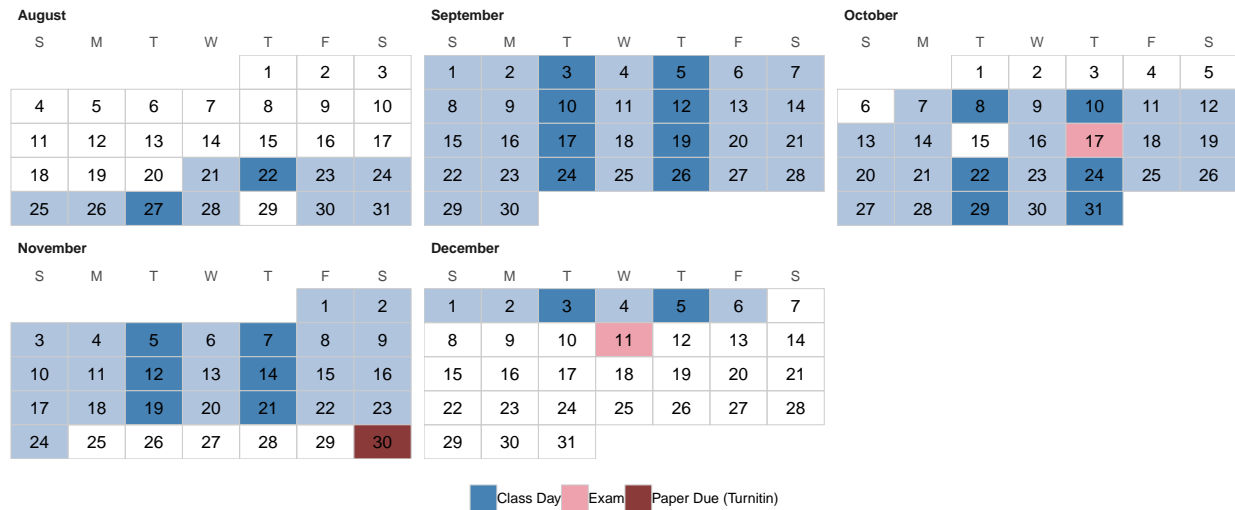 August September October
S M T W T F S S M T W T F S S M T W T F S
1 2 3 1 2 3 4 5 6 7 1 2 3 4 5
4 5 6 7 8 9 10 8 9 10 11 12 13 14 6 7 8 9 10 11 12
11 12 13 14 15 16 17 15 16 17 18 19 20 21 13 14 15 16 17 18 19
18 19 20 21 22 23 24 22 23 24 25 26 27 28 20 21 22 23 24 25 26
25 26 27 28 29 30 31 29 30 27 28 29 30 31
November December
S M T W T F S S M T W T F S
1 2 1 2 3 4 5 6 7
3 4 5 6 7 8 9 8 9 10 11 12 13 14
10 11 12 13 14 15 16 15 16 17 18 19 20 21
17 18 19 20 21 22 23 22 23 24 25 26 27 28
24 25 26 27 28 29 30 29 30 31
Class Day Exam Paper Due (Turnitin)